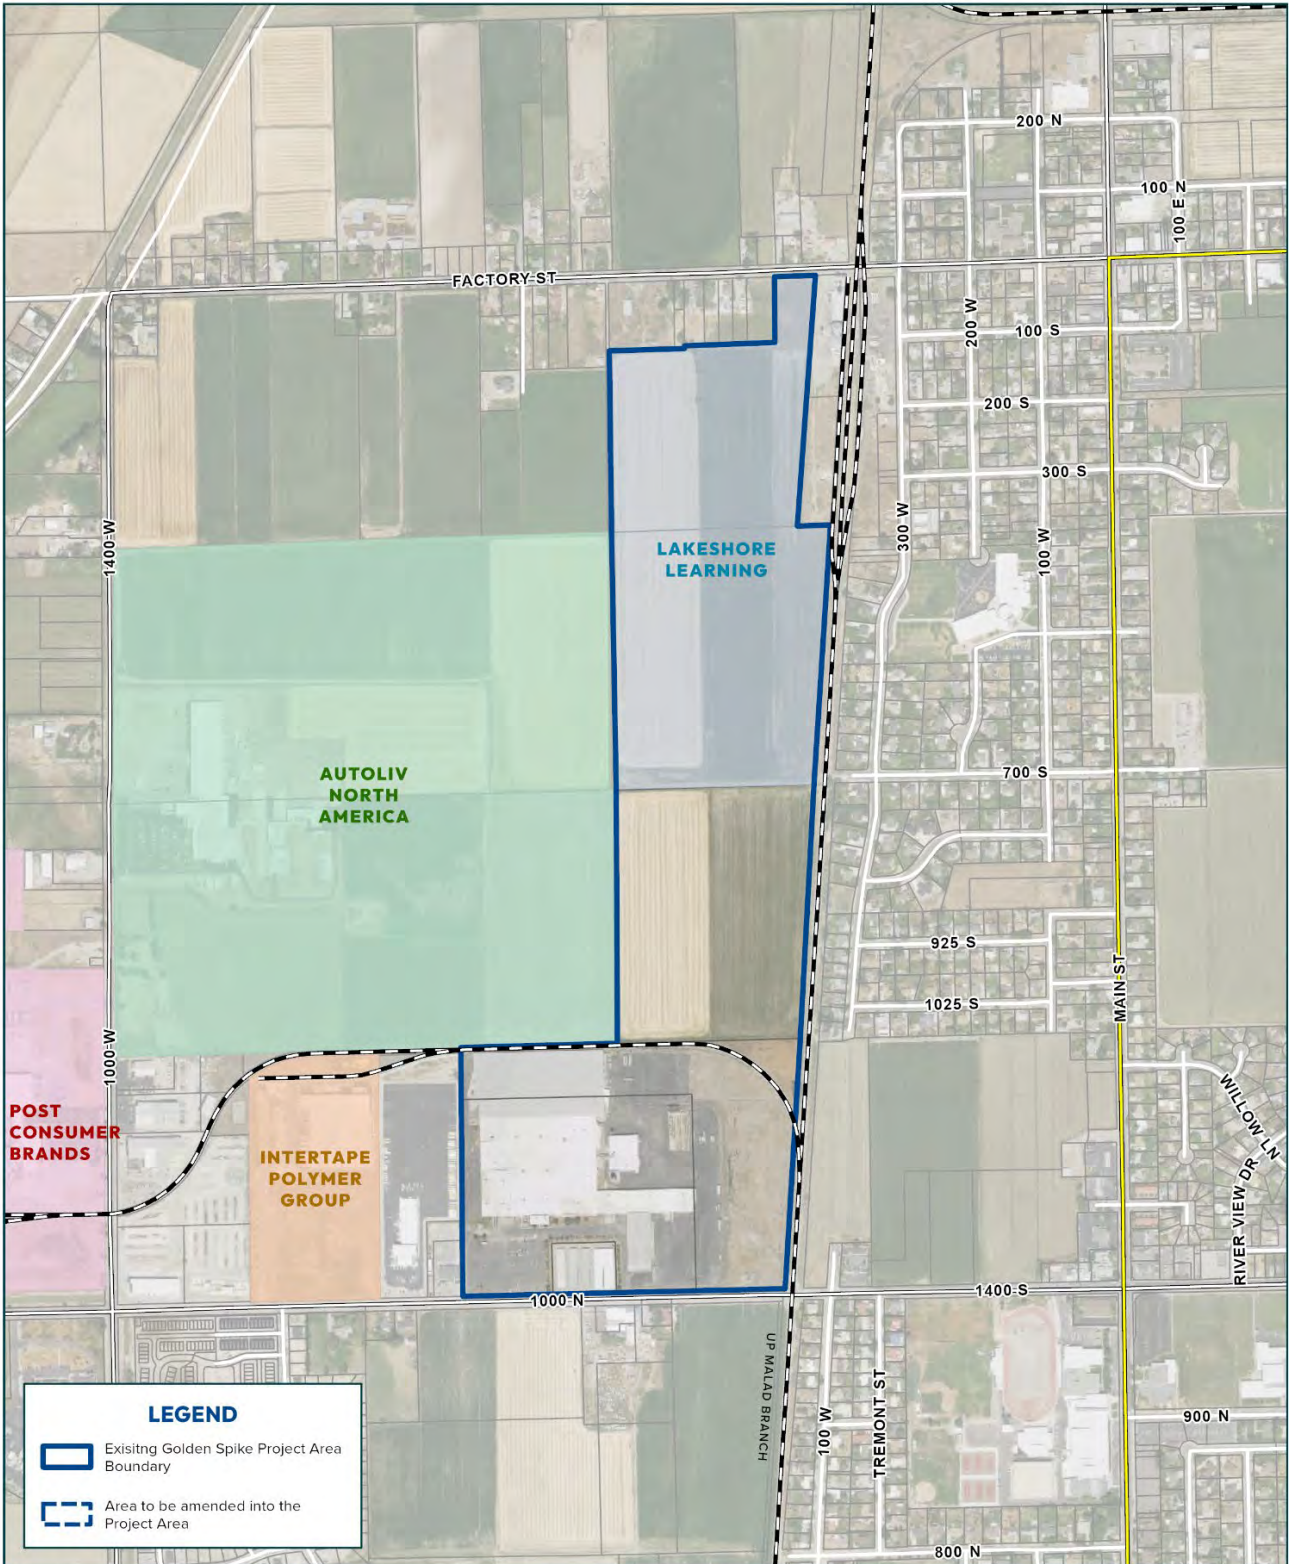 200 N
100 N
100 E N
FACTORY ST
200 W
100 S
200 S
300 S
1400 W
300 W
100 W
LAKESHORE
LEARNING
700 S
AUTOLIV
NORTH
AMERICA
925 S
MAIN ST
1025 S
1000 W
POST
CONSUMER
BRANDS
WILLOW LN
INTERTAPE
POLYMER
GROUP
RIVER VIEW DR
1000 N
1400 S
UP MALAD BRANCH
100 W
TREMONT ST
900 N
800 N
LEGEND
Exisitng Golden Spike Project Area
Boundary
Area to be amended into the
Project Area